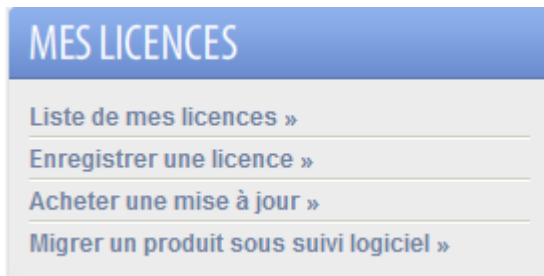 MES LICENCES
Liste de mes licences »
Enregistrer une licence »
Acheter une mise à jour »
Migrer un produit sous suivi logiciel »